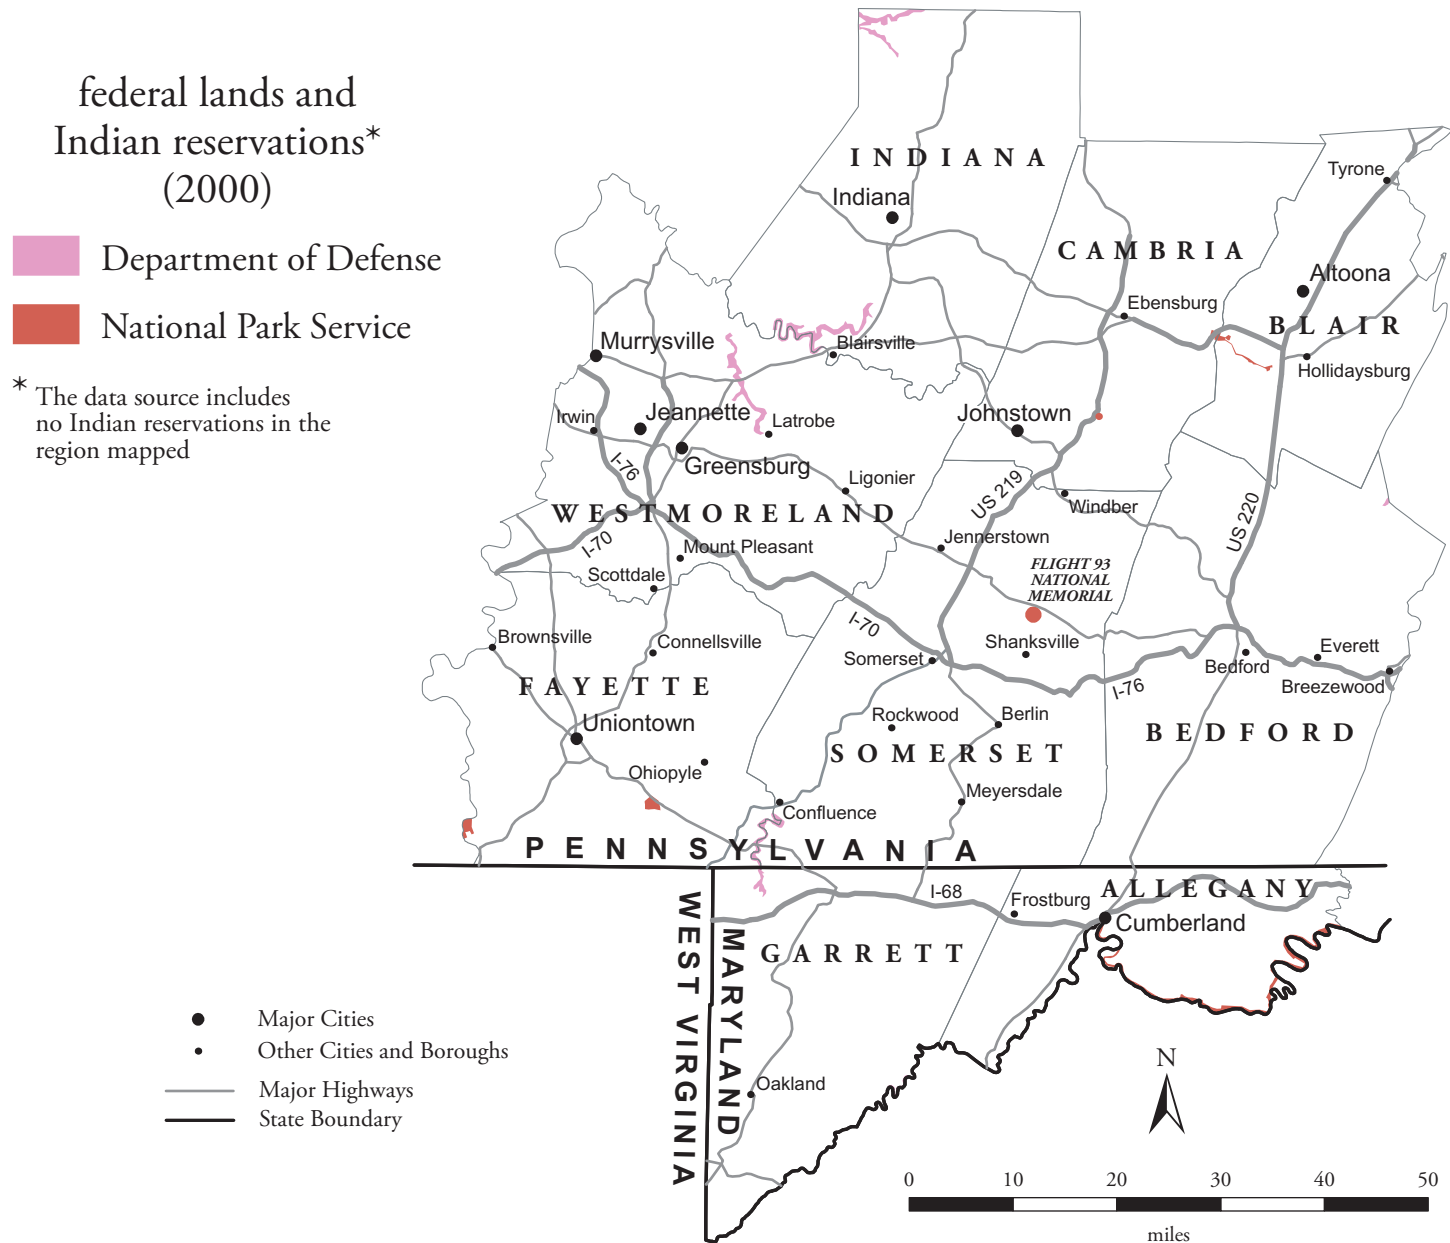 federal lands and
Indian reservations*
(2000)
Department of Defense
National Park Service
* The data source includes
no Indian reservations in the
region mapped
INDIANA
Indiana
Tyrone
CAMBRIA
Altoona
Ebensburg
BLAIR
Murrysville
Blairsville
Hollidaysburg
Irwin
Jeannette
Latrobe
Johnstown
Greensburg
I-76
Ligonier
US 219
Windber
US 220
WESTMORELAND
I-70
Mount Pleasant
Jennerstown
Scottdale
FLIGHT 93
NATIONAL
MEMORIAL
Brownsville
Connellsville
I-70
Shanksville
Somerset
Bedford
Everett
Breezewood
I-76
FAYETTE
Uniontown
Rockwood
Berlin
BEDFORD
SOMERSET
Ohiopyle
Meyersdale
Confluence
PENNSYLVANIA
I-68
Frostburg
ALLEGANY
Cumberland
WEST VIRGINIA
MARYLAND
GARRETT
Oakland
Major Cities
Other Cities and Boroughs
Major Highways
State Boundary
N
0 10 20 30 40 50
miles